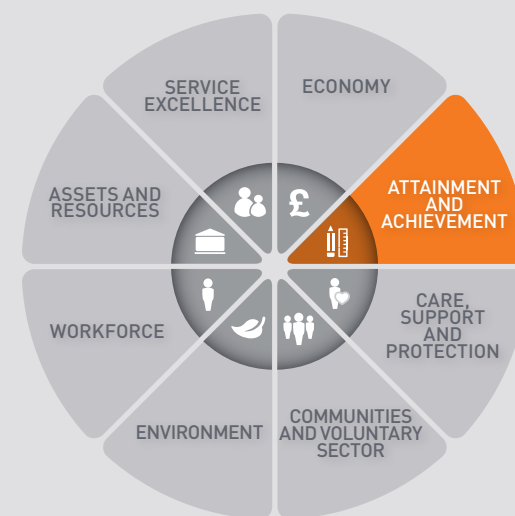 SERVICE
EXCELLENCE
ECONOMY
ATTAINMENT
AND
ACHIEVEMENT
CARE,
SUPPORT
AND
PROTECTION
COMMUNITIES
AND VOLUNTARY
SECTOR
ENVIRONMENT
WORKFORCE
ASSETS AND
RESOURCES
£